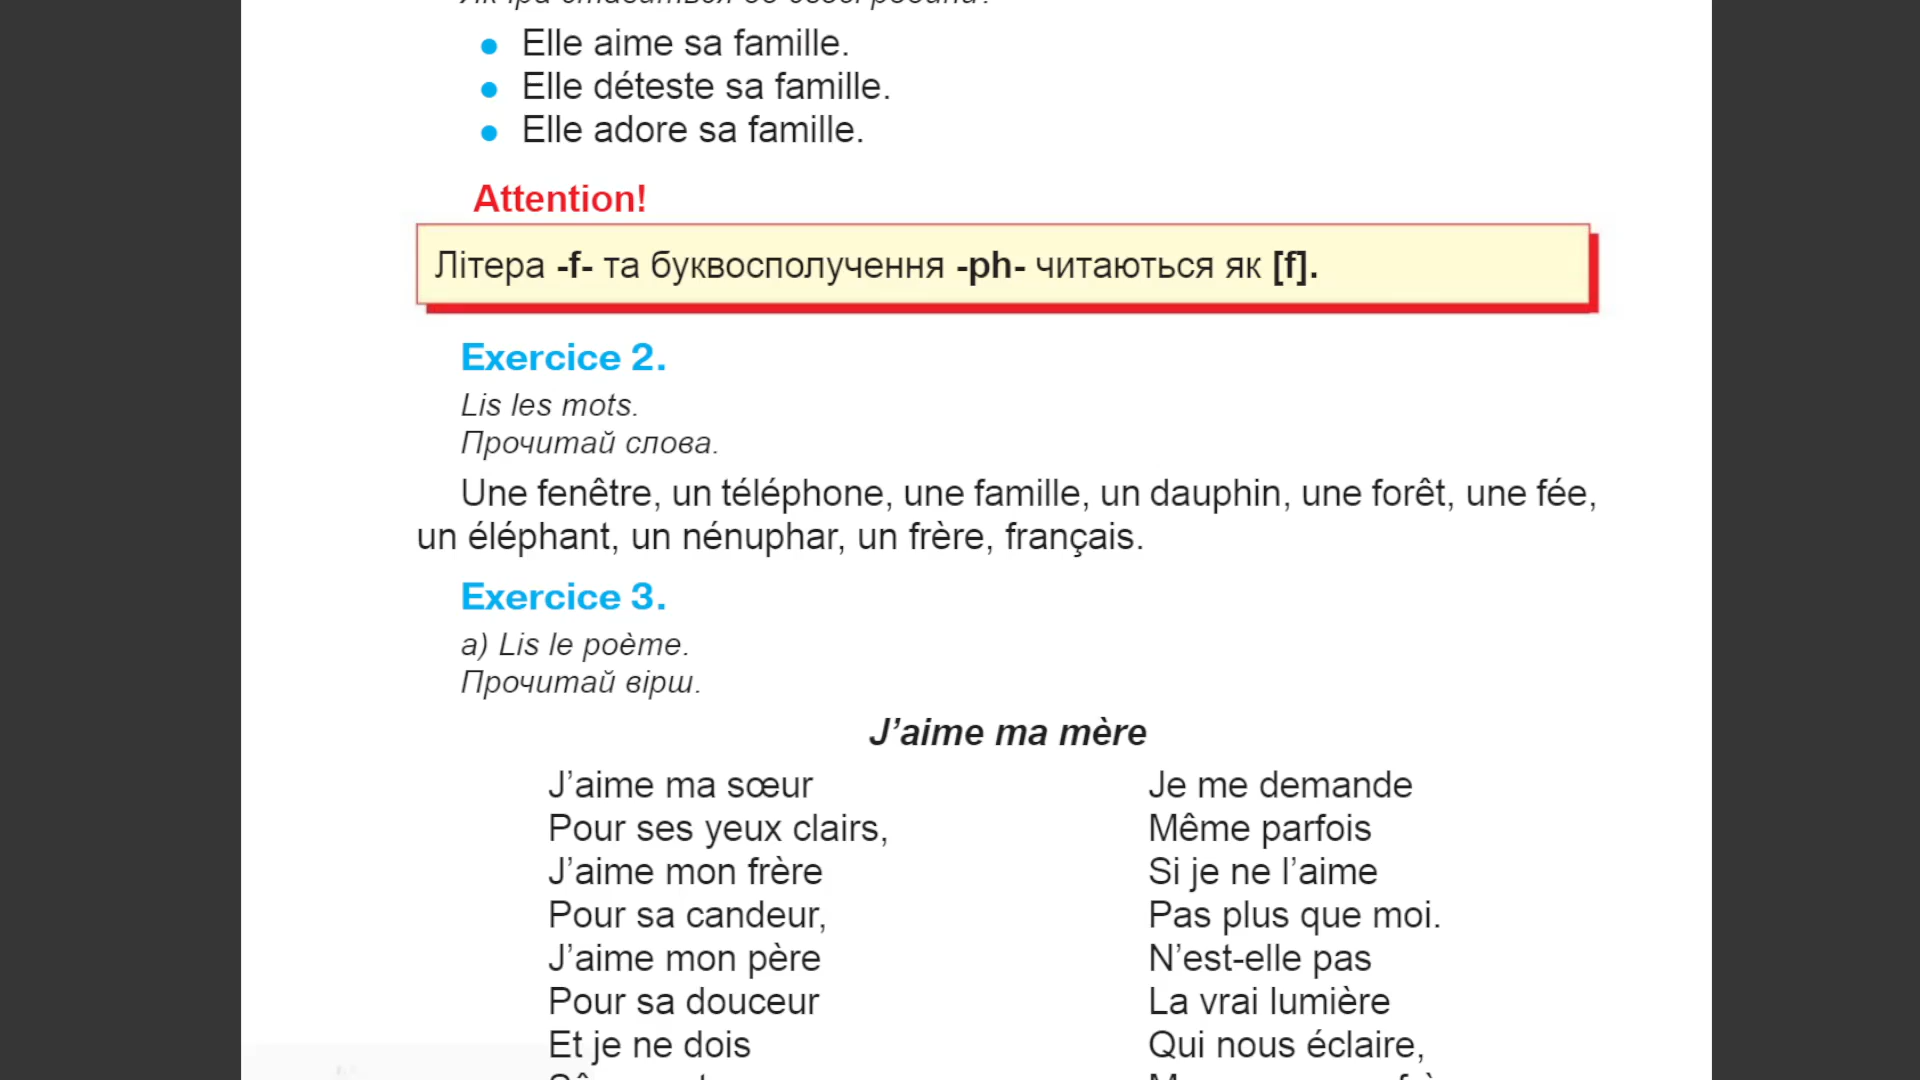 Elle aime sa famille.
Elle déteste sa famille.
Elle adore sa famille.
Attention!
Літера -f- та буквосполучення -ph- читаються як [f].
Exercice 2.
Lis les mots.
Прочитай слова.
Une fenêtre, un téléphone, une famille, un dauphin, une forêt, une fée,
un éléphant, un nénuphar, un frère, français.
Exercice 3.
a) Lis le poème.
Прочитай вірш.
J’aime ma mère
J’aime ma sœur
Pour ses yeux clairs,
J’aime mon frère
Pour sa candeur,
J’aime mon père
Pour sa douceur
Et je ne dois
Je me demande
Même parfois
Si je ne l’aime
Pas plus que moi.
N’est-elle pas
La vrai lumière
Qui nous éclaire,